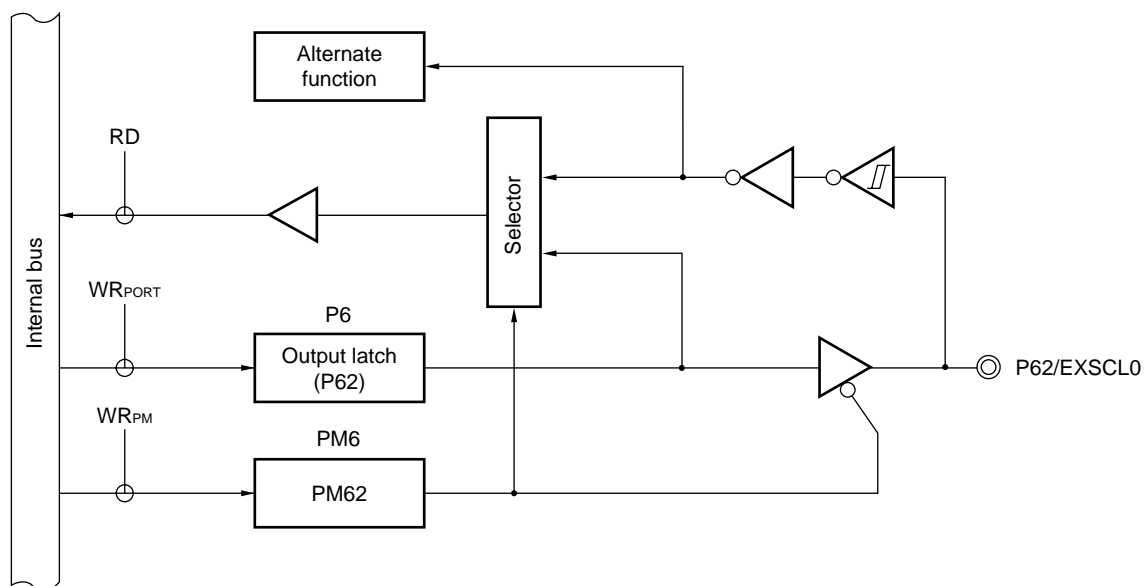 Alternate
function
RD
Selector
Internal bus
WRPORT
P6
Output latch
(P62)
P62/EXSCL0
WRPM
PM6
PM62